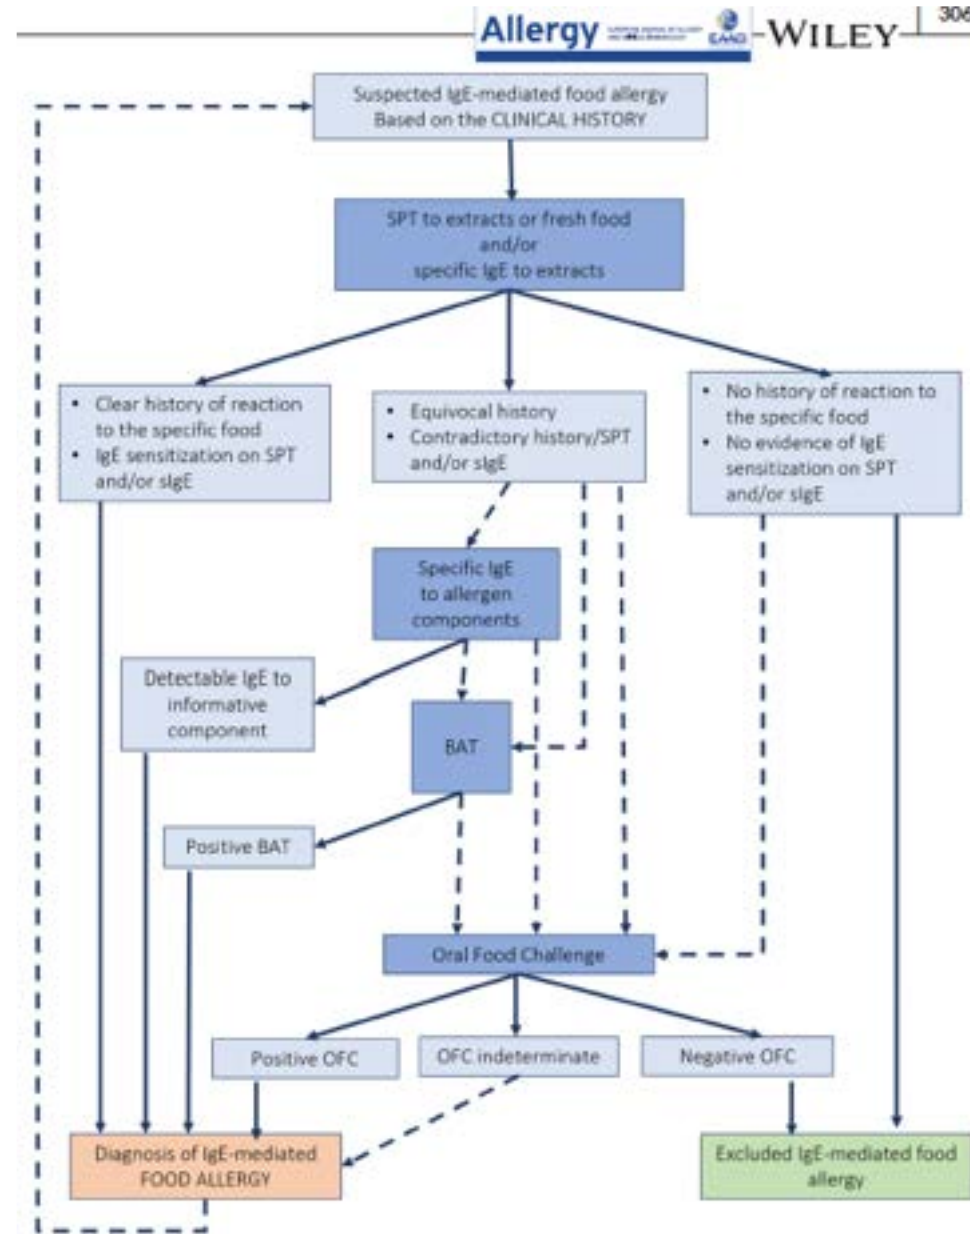 306
Allergy
EAACI
WILEY
Suspected IgE-mediated food allergy
Based on the CLINICAL HISTORY
SPT to extracts or fresh food
and/or
specific IgE to extracts
• Clear history of reaction
to the specific food
• IgE sensitization on SPT
and/or sIgE
• Equivocal history
• Contradictory history/SPT
and/or sIgE
• No history of reaction to
the specific food
• No evidence of IgE
sensitization on SPT
and/or sIgE
Specific IgE
to allergen
components
Detectable IgE to
informative
component
BAT
Positive BAT
Oral Food Challenge
Positive OFC
OFC indeterminate
Negative OFC
Diagnosis of IgE-mediated
FOOD ALLERGY
Excluded IgE-mediated food
allergy